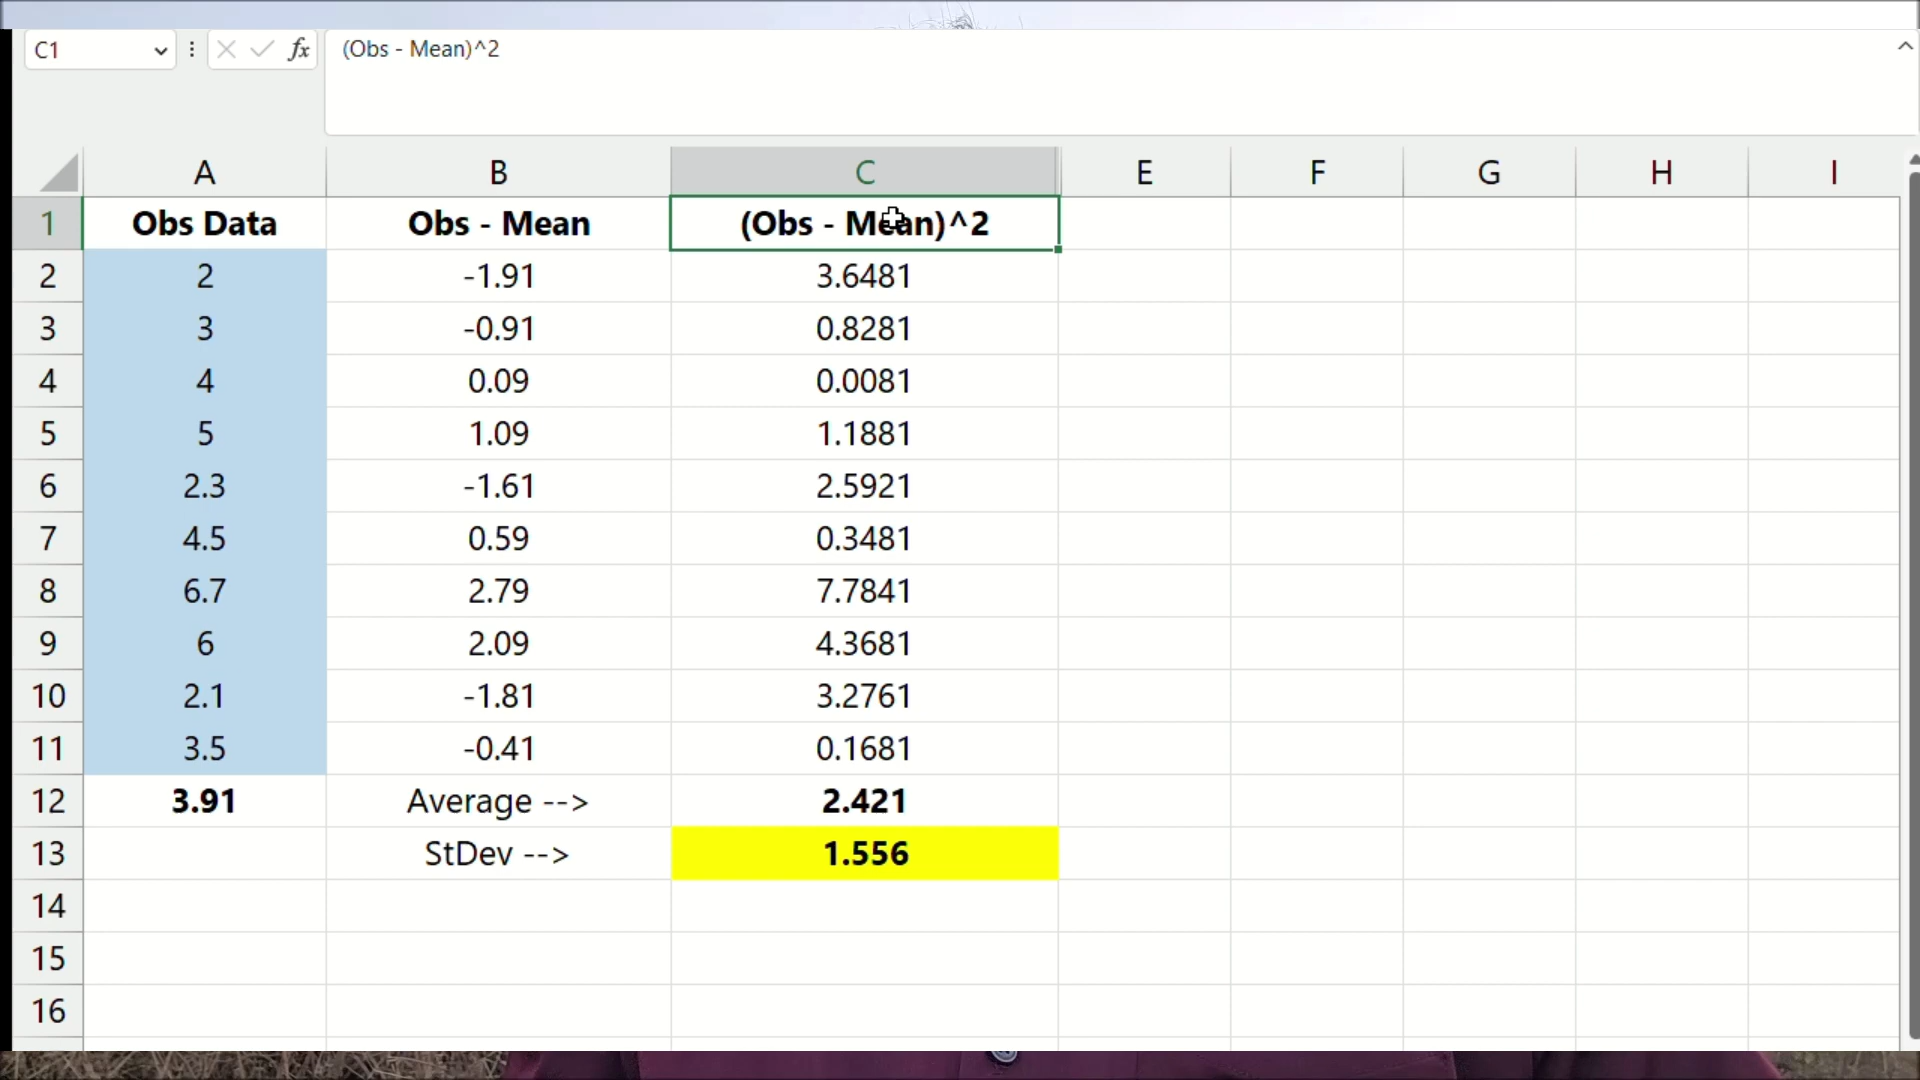 C1 fx (Obs - Mean)^2
A B C E F G H I
1 Obs Data Obs - Mean (Obs - Mean)^2
2 2 -1.91 3.6481
3 3 -0.91 0.8281
4 4 0.09 0.0081
5 5 1.09 1.1881
6 2.3 -1.61 2.5921
7 4.5 0.59 0.3481
8 6.7 2.79 7.7841
9 6 2.09 4.3681
10 2.1 -1.81 3.2761
11 3.5 -0.41 0.1681
12 3.91 Average --> 2.421
13 StDev --> 1.556
14
15
16